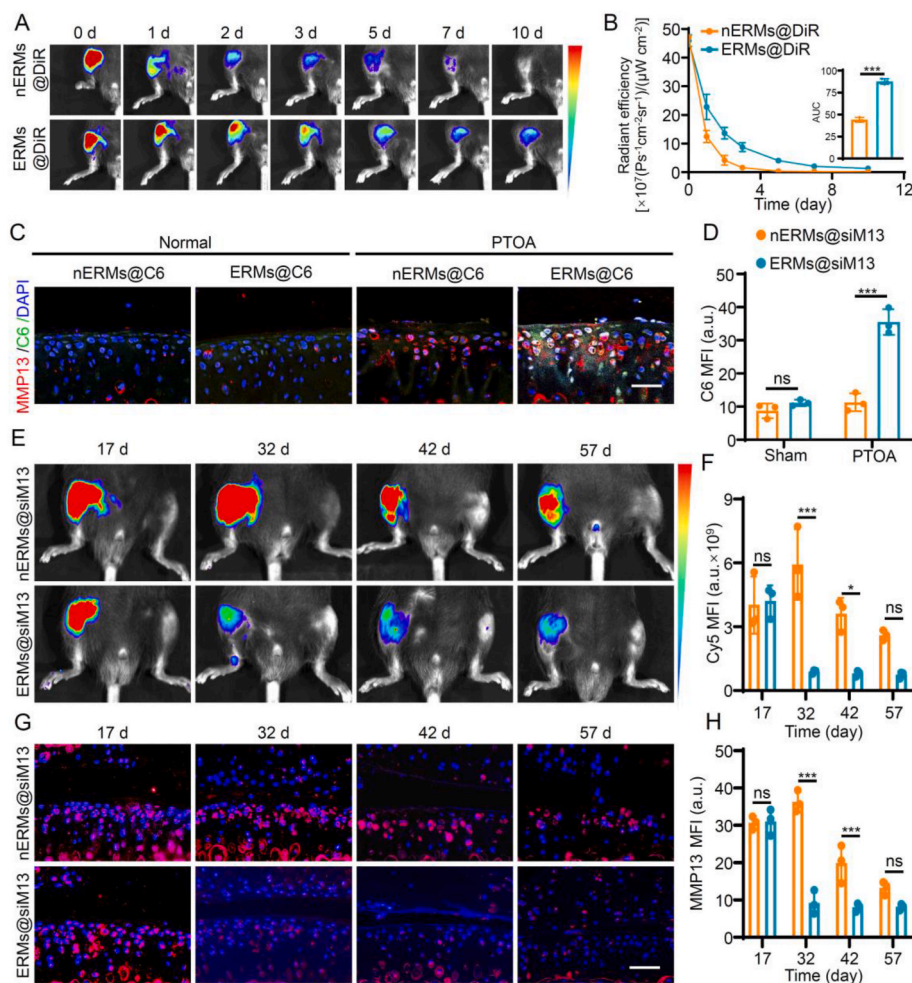 A
0 d 1 d 2 d 3 d 5 d 7 d 10 d
nERMs
@DiR
ERMs
@DiR
B
nERMs@DiR
ERMs@DiR
Radiant efficiency
[×10⁷(Ps⁻¹cm⁻²sr¹)/(μW cm⁻²)]
50
40
30
20
10
0
0 4 8 12
Time (day)
AUC
100
75
50
25
0
***
C
Normal PTOA
nERMs@C6 ERMs@C6 nERMs@C6 ERMs@C6
MMP13/C6/DAPI
D
nERMs@siM13
ERMs@siM13
C6 MFI (a.u.)
50
40
30
20
10
0
ns
***
Sham PTOA
E
17 d 32 d 42 d 57 d
nERMs@siM13
ERMs@siM13
F
Cy5 MFI (a.u.×10⁹)
9
6
3
0
ns
***
*
ns
17 32 42 57
Time (day)
G
17 d 32 d 42 d 57 d
nERMs@siM13
ERMs@siM13
H
MMP13 MFI (a.u.)
50
40
30
20
10
0
ns
***
***
ns
17 32 42 57
Time (day)